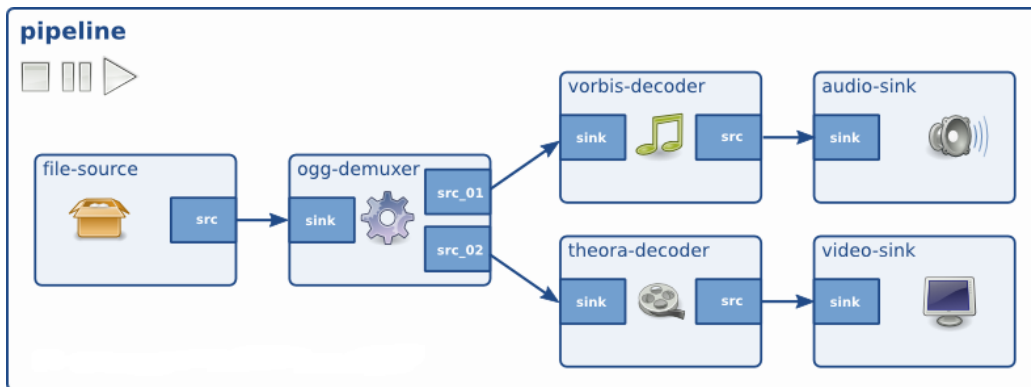 pipeline
file-source
src
ogg-demuxer
sink
src_01
src_02
vorbis-decoder
sink
src
audio-sink
sink
theora-decoder
sink
src
video-sink
sink